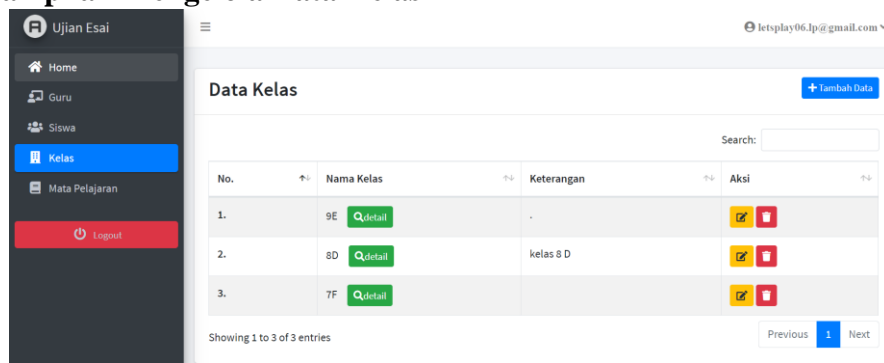 Ujian Esai
letsplay06.lp@gmail.com
Home
Guru
Siswa
Kelas
Mata Pelajaran
Logout
Data Kelas
+ Tambah Data
Search:
No. Nama Kelas Keterangan Aksi
1. 9E detail .
2. 8D detail kelas 8 D
3. 7F detail
Showing 1 to 3 of 3 entries
Previous 1 Next